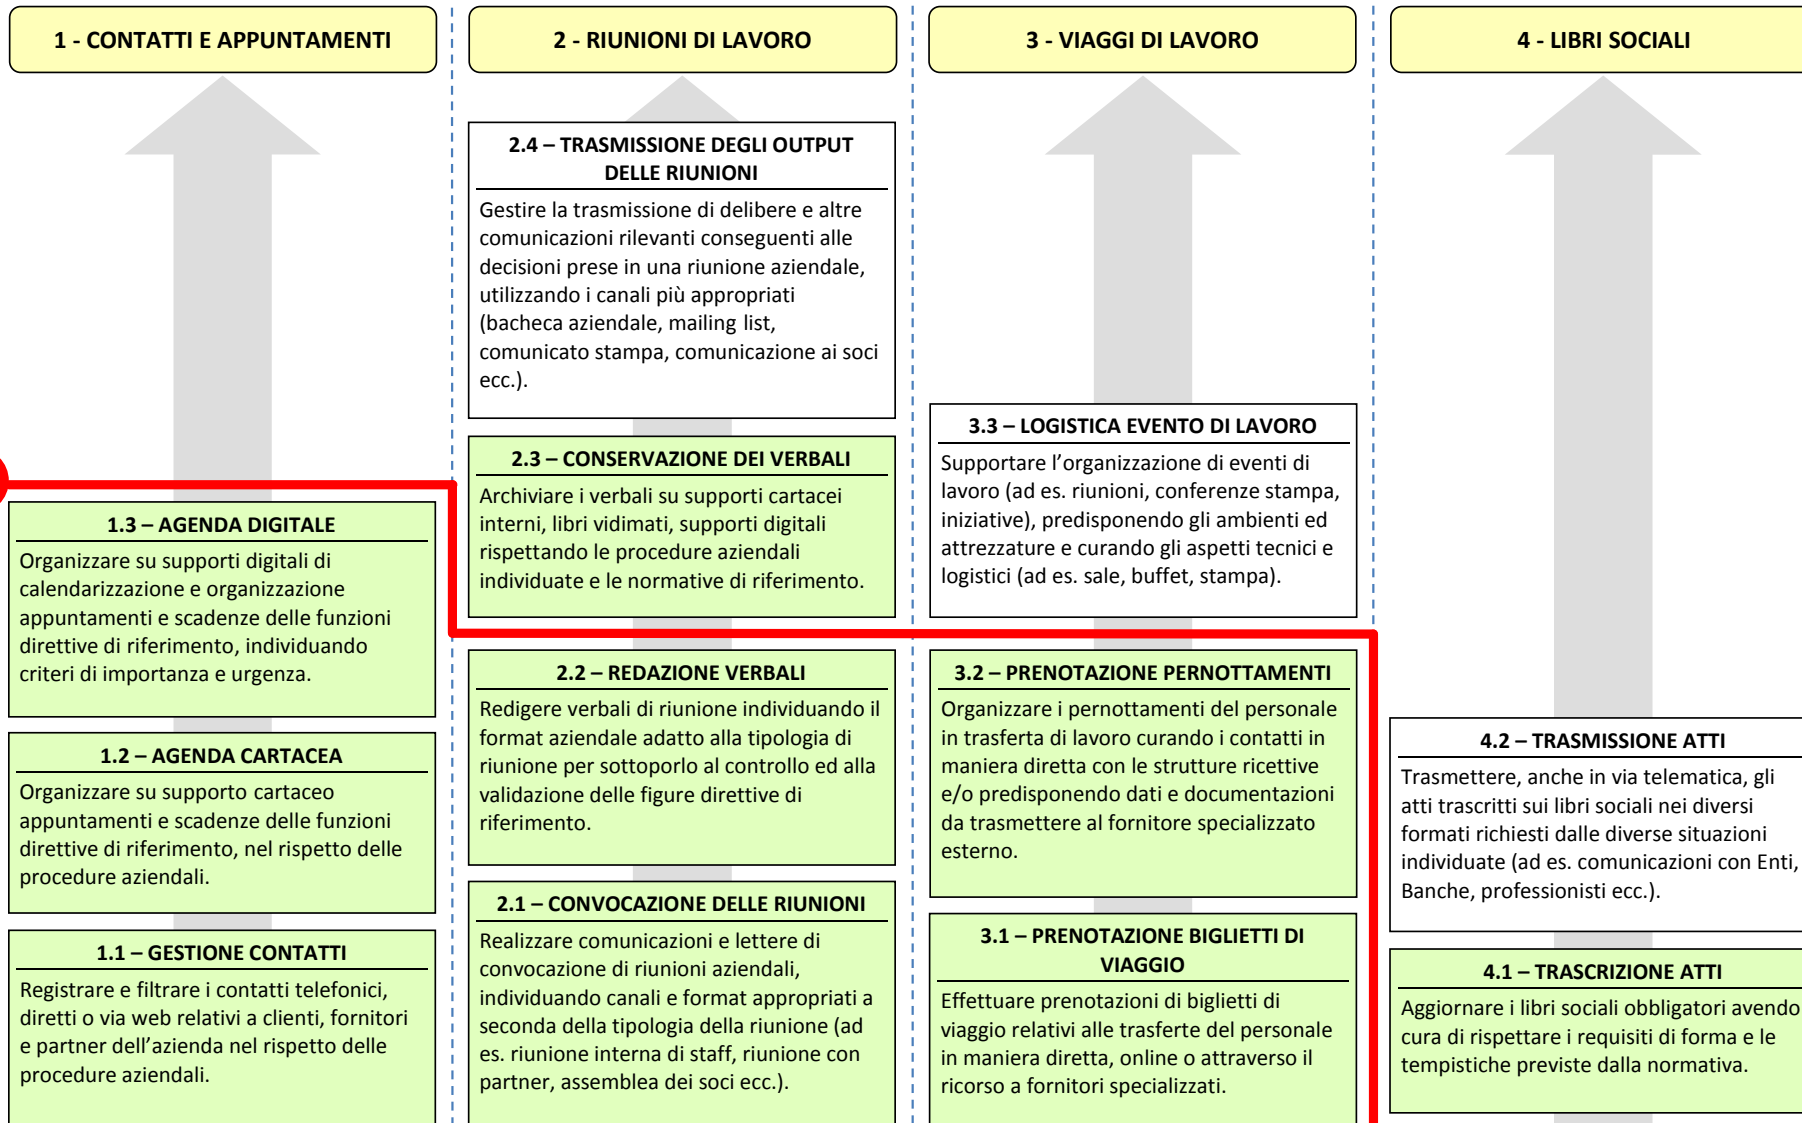 1 - CONTATTI E APPUNTAMENTI
1.3 – AGENDA DIGITALE
Organizzare su supporti digitali di
calendarizzazione e organizzazione
appuntamenti e scadenze delle funzioni
direttive di riferimento, individuando
criteri di importanza e urgenza.
1.2 – AGENDA CARTACEA
Organizzare su supporto cartaceo
appuntamenti e scadenze delle funzioni
direttive di riferimento, nel rispetto delle
procedure aziendali.
1.1 – GESTIONE CONTATTI
Registrare e filtrare i contatti telefonici,
diretti o via web relativi a clienti, fornitori
e partner dell'azienda nel rispetto delle
procedure aziendali.
2 - RIUNIONI DI LAVORO
2.4 – TRASMISSIONE DEGLI OUTPUT
DELLE RIUNIONI
Gestire la trasmissione di delibere e altre
comunicazioni rilevanti conseguenti alle
decisioni prese in una riunione aziendale,
utilizzando i canali più appropriati
(bacheca aziendale, mailing list,
comunicato stampa, comunicazione ai soci
ecc.).
2.3 – CONSERVAZIONE DEI VERBALI
Archiviare i verbali su supporti cartacei
interni, libri vidimati, supporti digitali
rispettando le procedure aziendali
individuate e le normative di riferimento.
2.2 – REDAZIONE VERBALI
Redigere verbali di riunione individuando il
format aziendale adatto alla tipologia di
riunione per sottoporlo al controllo ed alla
validazione delle figure direttive di
riferimento.
2.1 – CONVOCAZIONE DELLE RIUNIONI
Realizzare comunicazioni e lettere di
convocazione di riunioni aziendali,
individuando canali e format appropriati a
seconda della tipologia della riunione (ad
es. riunione interna di staff, riunione con
partner, assemblea dei soci ecc.).
3 - VIAGGI DI LAVORO
3.3 – LOGISTICA EVENTO DI LAVORO
Supportare l'organizzazione di eventi di
lavoro (ad es. riunioni, conferenze stampa,
iniziative), predisponendo gli ambienti ed
attrezzature e curando gli aspetti tecnici e
logistici (ad es. sale, buffet, stampa).
3.2 – PRENOTAZIONE PERNOTTAMENTI
Organizzare i pernottamenti del personale
in trasferta di lavoro curando i contatti in
maniera diretta con le strutture ricettive
e/o predisponendo dati e documentazioni
da trasmettere al fornitore specializzato
esterno.
3.1 – PRENOTAZIONE BIGLIETTI DI
VIAGGIO
Effettuare prenotazioni di biglietti di
viaggio relativi alle trasferte del personale
in maniera diretta, online o attraverso il
ricorso a fornitori specializzati.
4 - LIBRI SOCIALI
4.2 – TRASMISSIONE ATTI
Trasmettere, anche in via telematica, gli
atti trascritti sui libri sociali nei diversi
formati richiesti dalle diverse situazioni
individuate (ad es. comunicazioni con Enti,
Banche, professionisti ecc.).
4.1 – TRASCRIZIONE ATTI
Aggiornare i libri sociali obbligatori avendo
cura di rispettare i requisiti di forma e le
tempistiche previste dalla normativa.